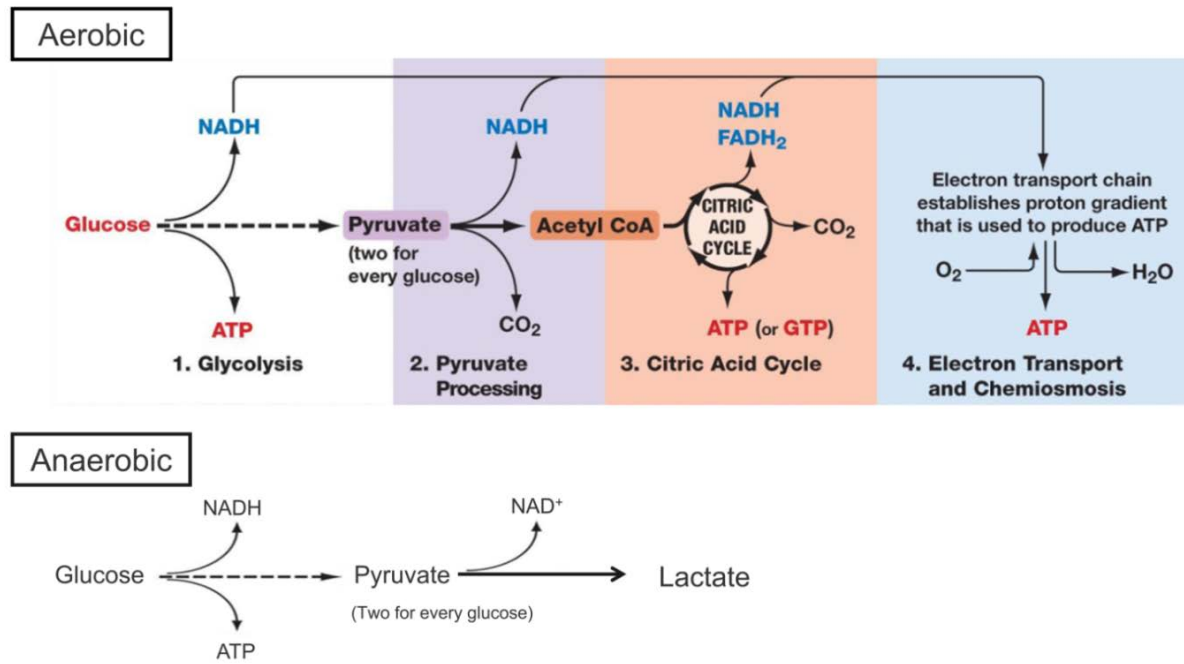 Aerobic
NADH
NADH
NADH
FADH₂
Glucose
Pyruvate
(two for
every glucose)
Acetyl CoA
CITRIC
ACID
CYCLE
CO₂
Electron transport chain
establishes proton gradient
that is used to produce ATP
O₂
H₂O
ATP
CO₂
ATP (or GTP)
ATP
1. Glycolysis
2. Pyruvate
Processing
3. Citric Acid Cycle
4. Electron Transport
and Chemiosmosis
Anaerobic
NADH
NAD⁺
Glucose
Pyruvate
Lactate
(Two for every glucose)
ATP